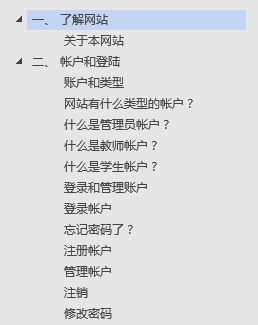 一、 了解网站
关于本网站
二、 帐户和登陆
账户和类型
网站有什么类型的帐户？
什么是管理员帐户？
什么是教师帐户？
什么是学生帐户？
登录和管理账户
登录帐户
忘记密码了？
注册帐户
管理帐户
注销
修改密码